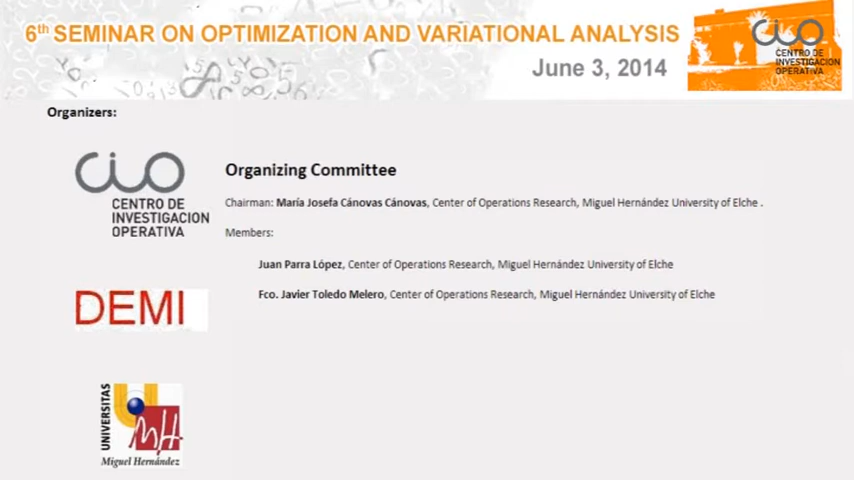 6th SEMINAR ON OPTIMIZATION AND VARIATIONAL ANALYSIS
June 3, 2014
CIO
CENTRO DE
INVESTIGACION
OPERATIVA
Organizers:
CIO
CENTRO DE
INVESTIGACION
OPERATIVA
Organizing Committee
Chairman: María Josefa Cánovas Cánovas, Center of Operations Research, Miguel Hernández University of Elche .
Members:
Juan Parra López, Center of Operations Research, Miguel Hernández University of Elche
Fco. Javier Toledo Melero, Center of Operations Research, Miguel Hernández University of Elche
DEMI
UNIVERSITAS
MH
Miguel Hernández